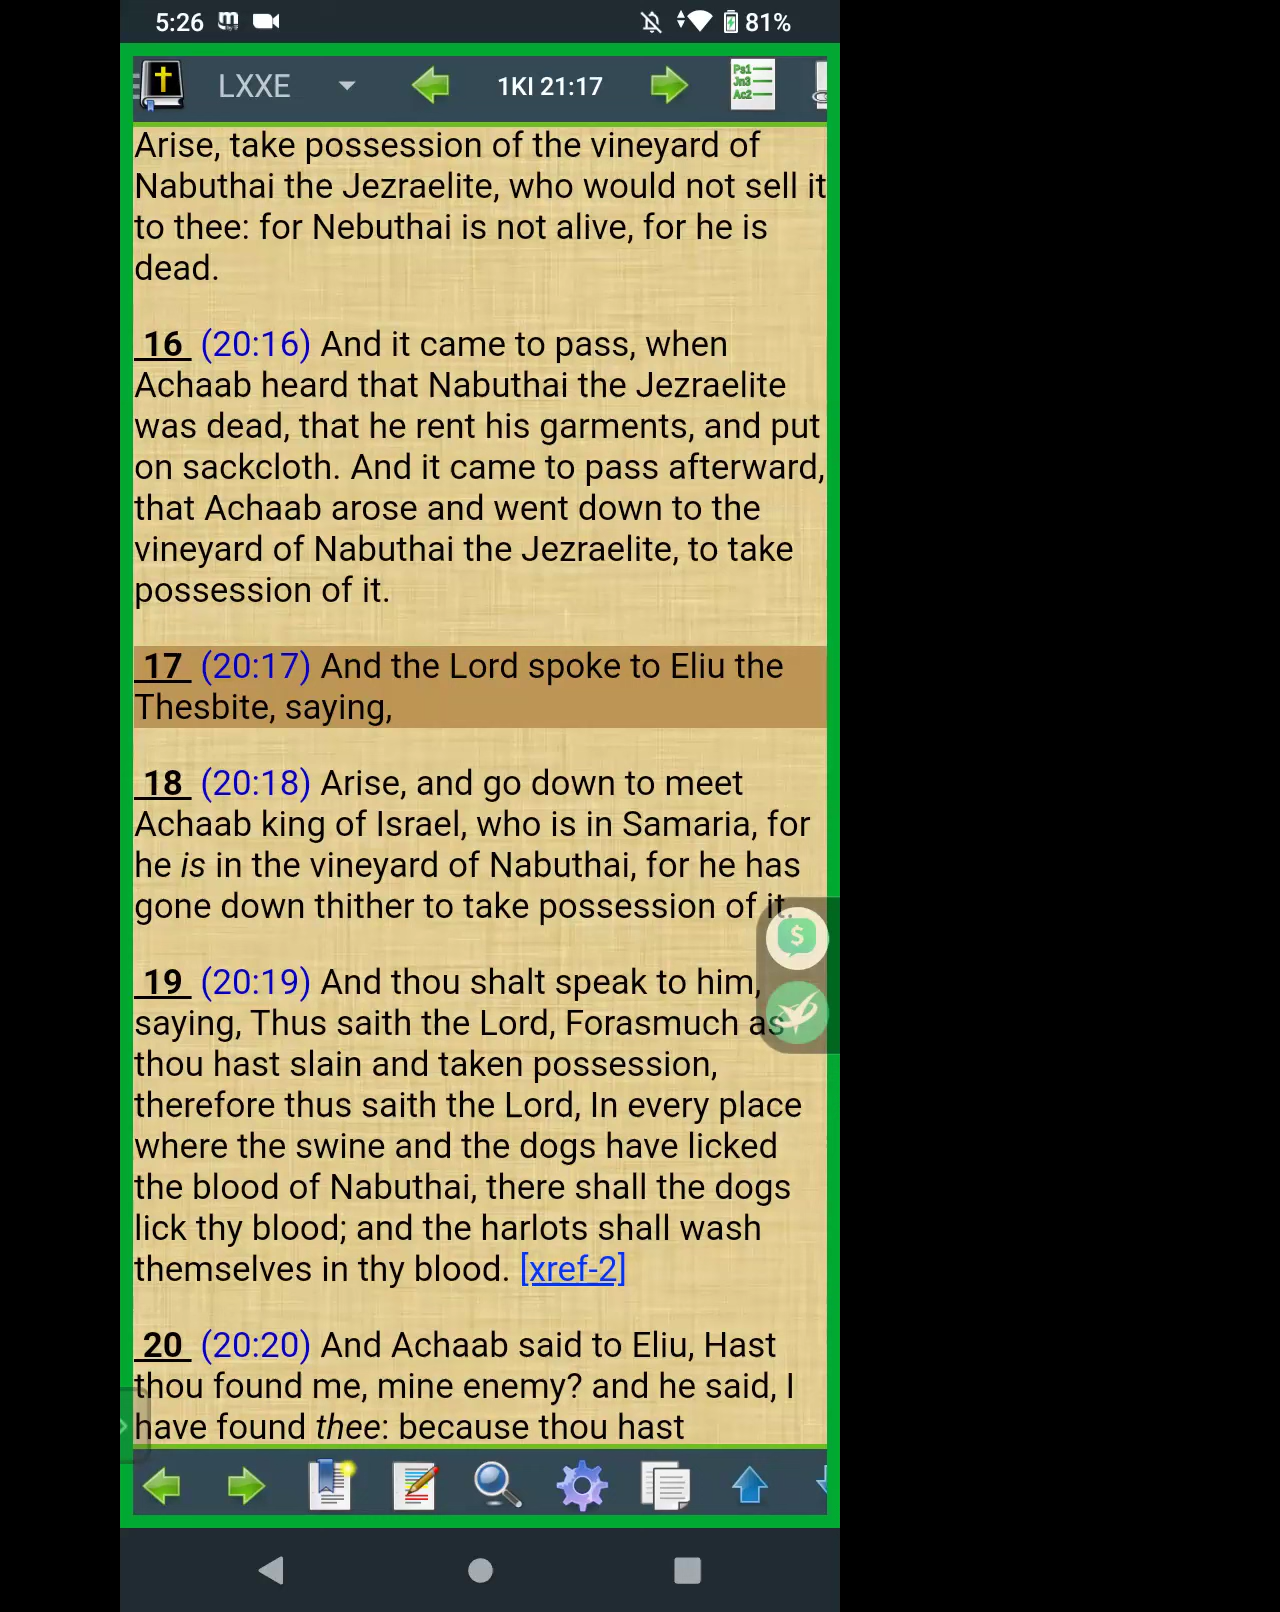 5:26
81%
LXXE
1KI 21:17
Ps1
Jn3
Ac2
Arise, take possession of the vineyard of
Nabuthai the Jezraelite, who would not sell it
to thee: for Nebuthai is not alive, for he is
dead.
16 (20:16) And it came to pass, when
Achaab heard that Nabuthai the Jezraelite
was dead, that he rent his garments, and put
on sackcloth. And it came to pass afterward,
that Achaab arose and went down to the
vineyard of Nabuthai the Jezraelite, to take
possession of it.
17 (20:17) And the Lord spoke to Eliu the
Thesbite, saying,
18 (20:18) Arise, and go down to meet
Achaab king of Israel, who is in Samaria, for
he is in the vineyard of Nabuthai, for he has
gone down thither to take possession of it.
19 (20:19) And thou shalt speak to him,
saying, Thus saith the Lord, Forasmuch as
thou hast slain and taken possession,
therefore thus saith the Lord, In every place
where the swine and the dogs have licked
the blood of Nabuthai, there shall the dogs
lick thy blood; and the harlots shall wash
themselves in thy blood. [xref-2]
20 (20:20) And Achaab said to Eliu, Hast
thou found me, mine enemy? and he said, I
have found thee: because thou hast